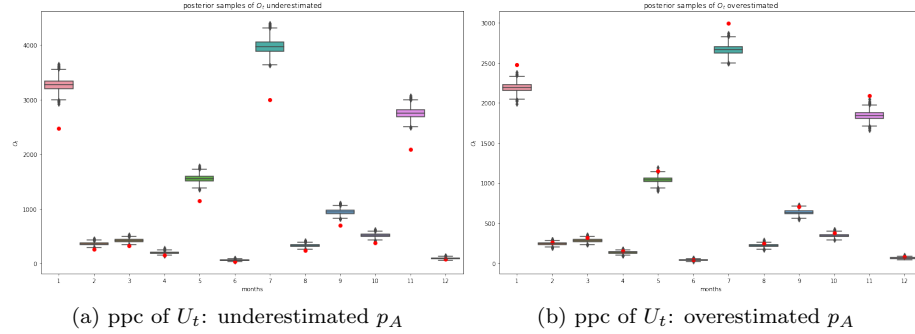 posterior samples of O_t underestimated
4000
3000
2000
1000
0
O_t
1 2 3 4 5 6 7 8 9 10 11 12
months
(a) ppc of U_t: underestimated p_A
posterior samples of O_t overestimated
3000
2500
2000
1500
1000
500
0
O_t
1 2 3 4 5 6 7 8 9 10 11 12
months
(b) ppc of U_t: overestimated p_A